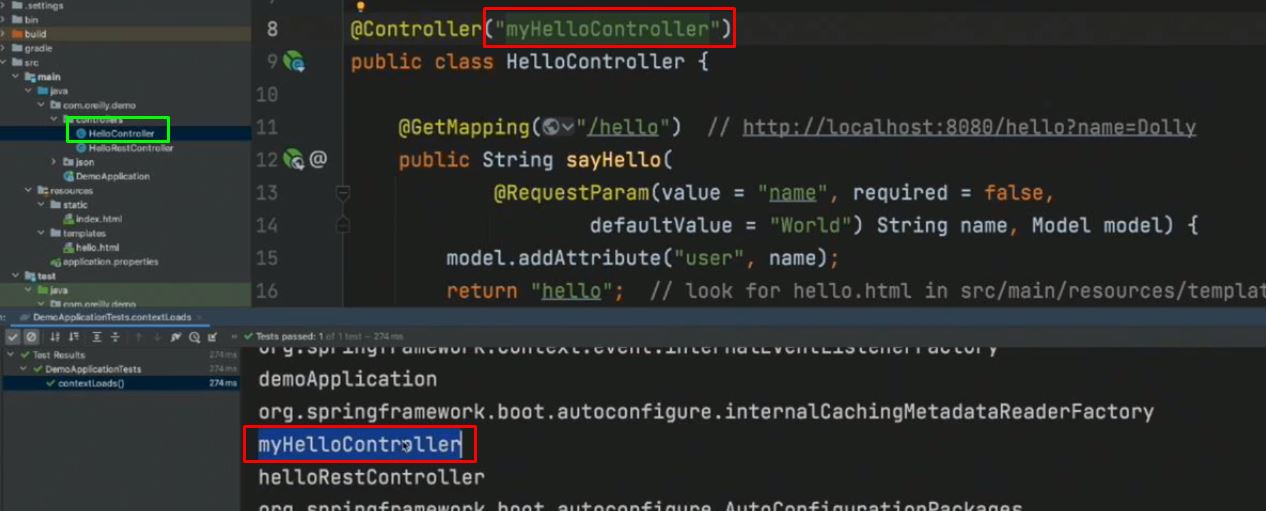 .settings
bin
build
gradle
src
main
java
com.oreilly.demo
controllers
HelloController
HelloRestController
json
DemoApplication
resources
static
index.html
templates
hello.html
application.properties
test
java
com.oreilly.demo
8 @Controller("myHelloController")
9 public class HelloController {
10
11 @GetMapping("/hello") // http://localhost:8080/hello?name=Dolly
12 public String sayHello(
13 @RequestParam(value = "name", required = false,
14 defaultValue = "World") String name, Model model) {
15 model.addAttribute("user", name);
16 return "hello"; // look for hello.html in src/main/resources/templat
DemoApplicationTests.contextLoads
Tests passed: 1 of 1 test – 274 ms
Test Results 274 ms
DemoApplicationTests 274 ms
contextLoads() 274 ms
org.springframework.context.event.internalEventListenerFactory
demoApplication
org.springframework.boot.autoconfigure.internalCachingMetadataReaderFactory
myHelloController
helloRestController
org.springframework.boot.autoconfigure.AutoConfigurationPackages